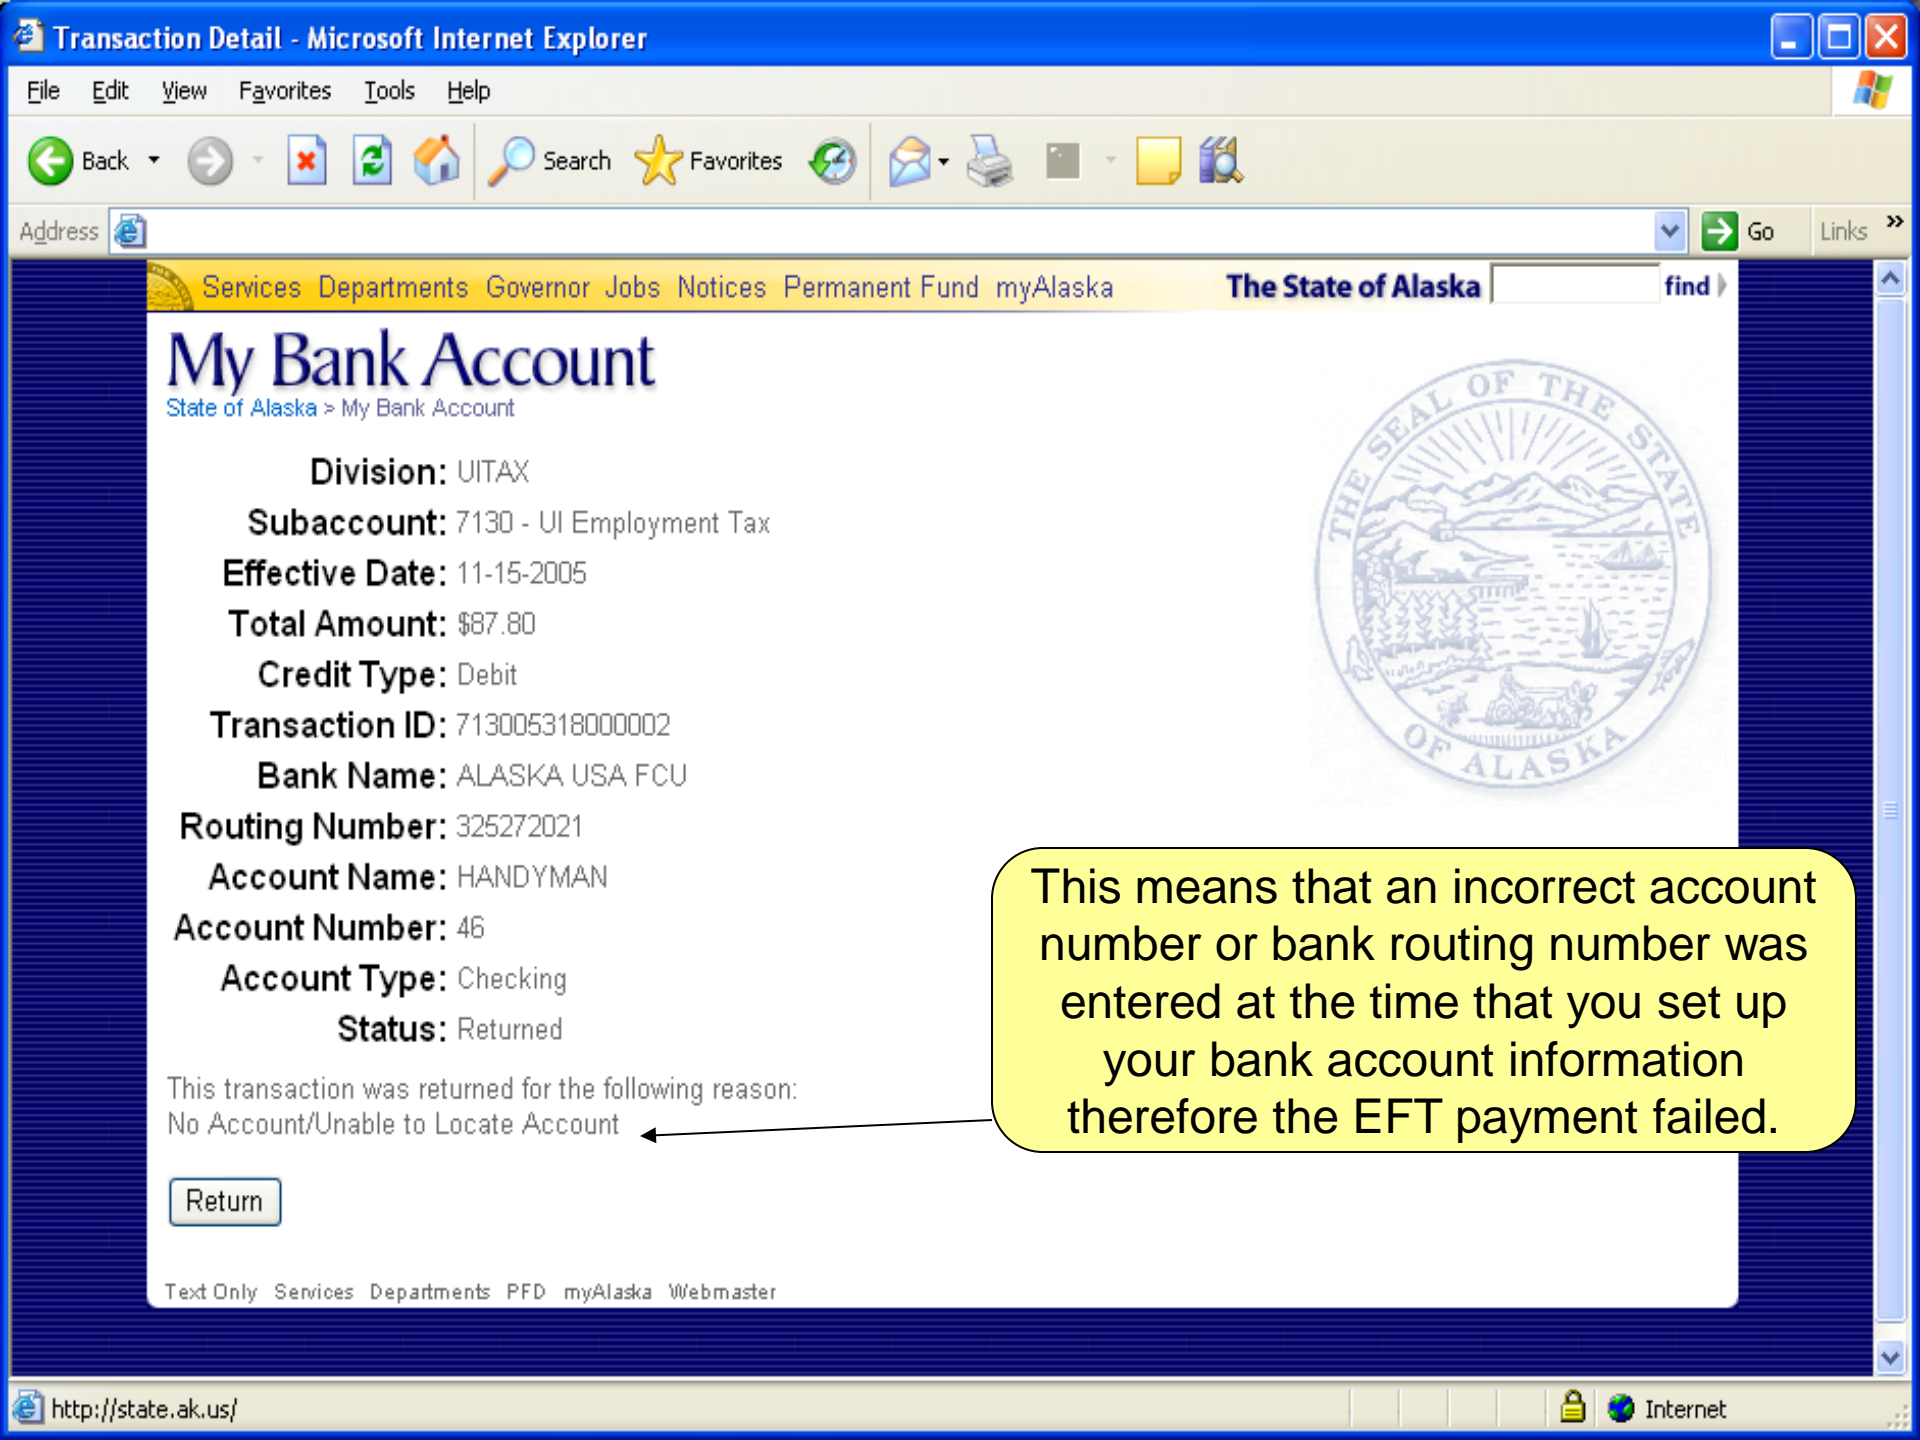 Transaction Detail - Microsoft Internet Explorer
File Edit View Favorites Tools Help
Back Search Favorites
Address Go Links »
Services Departments Governor Jobs Notices Permanent Fund myAlaska The State of Alaska find
My Bank Account
State of Alaska > My Bank Account
THE SEAL OF THE STATE OF ALASKA
Division: UITAX
Subaccount: 7130 - UI Employment Tax
Effective Date: 11-15-2005
Total Amount: $87.80
Credit Type: Debit
Transaction ID: 713005318000002
Bank Name: ALASKA USA FCU
Routing Number: 325272021
Account Name: HANDYMAN
Account Number: 46
Account Type: Checking
Status: Returned
This transaction was returned for the following reason:
No Account/Unable to Locate Account
This means that an incorrect account
number or bank routing number was
entered at the time that you set up
your bank account information
therefore the EFT payment failed.
Return
Text Only Services Departments PFD myAlaska Webmaster
http://state.ak.us/ Internet